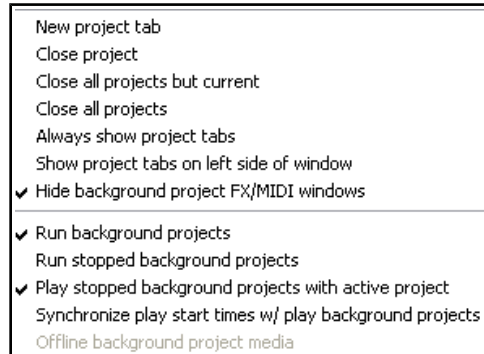 New project tab
Close project
Close all projects but current
Close all projects
Always show project tabs
Show project tabs on left side of window
Hide background project FX/MIDI windows
Run background projects
Run stopped background projects
Play stopped background projects with active project
Synchronize play start times w/ play background projects
Offline background project media